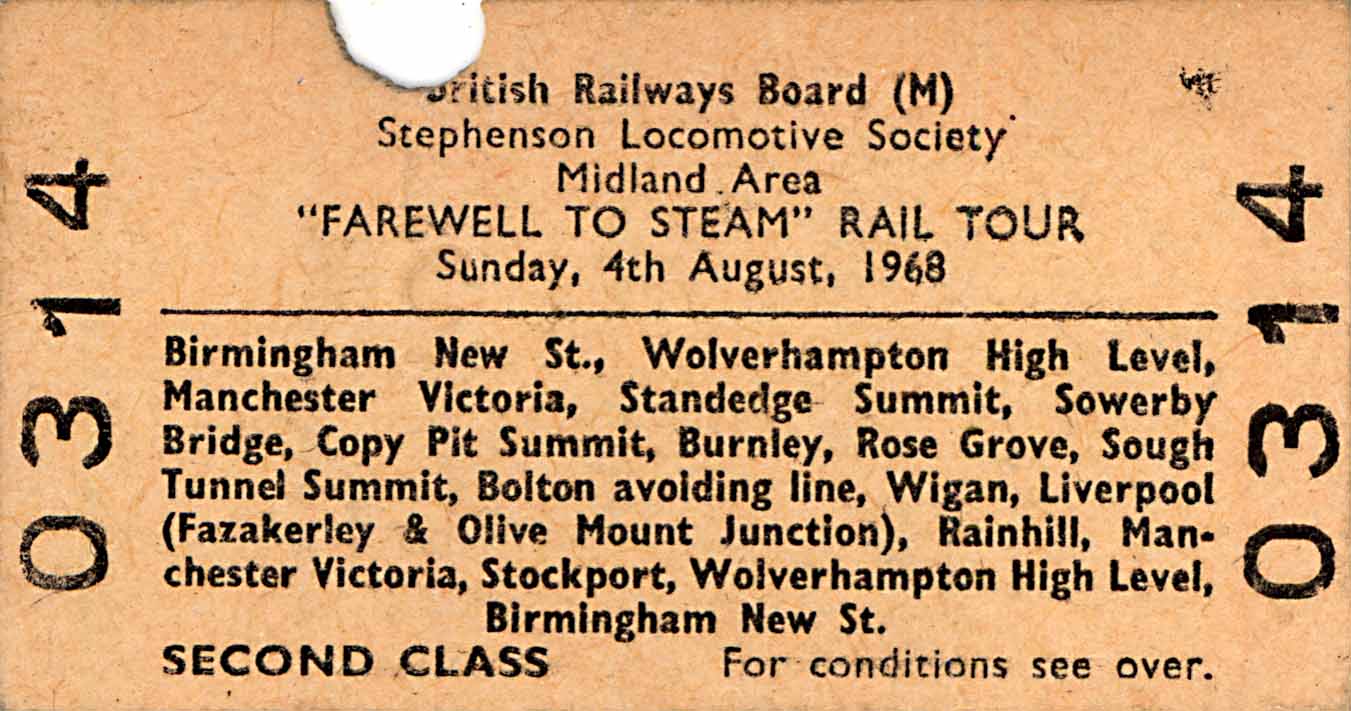 British Railways Board (M)
Stephenson Locomotive Society
Midland Area
"FAREWELL TO STEAM" RAIL TOUR
Sunday, 4th August, 1968
Birmingham New St., Wolverhampton High Level,
Manchester Victoria, Standedge Summit, Sowerby
Bridge, Copy Pit Summit, Burnley, Rose Grove, Sough
Tunnel Summit, Bolton avoiding line, Wigan, Liverpool
(Fazakerley & Olive Mount Junction), Rainhill, Man-
chester Victoria, Stockport, Wolverhampton High Level,
Birmingham New St.
SECOND CLASS For conditions see over.
0314
0314